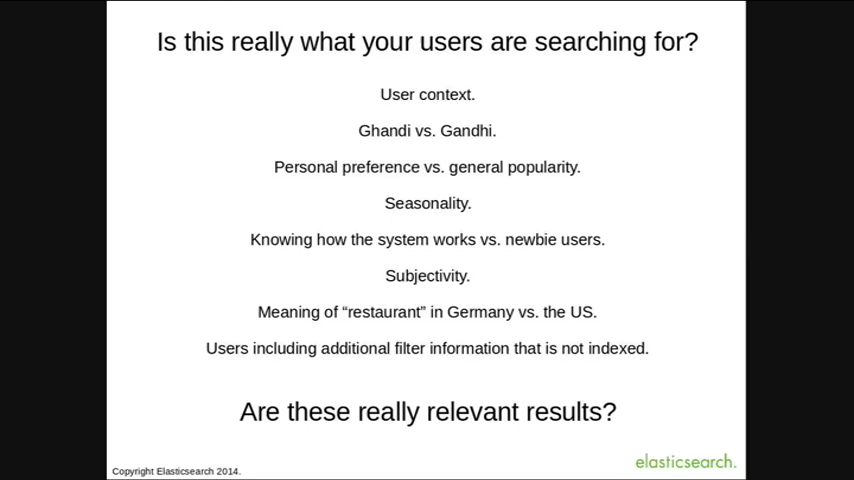 Is this really what your users are searching for?
User context.
Ghandi vs. Gandhi.
Personal preference vs. general popularity.
Seasonality.
Knowing how the system works vs. newbie users.
Subjectivity.
Meaning of “restaurant” in Germany vs. the US.
Users including additional filter information that is not indexed.
Are these really relevant results?
elasticsearch.
Copyright Elasticsearch 2014.